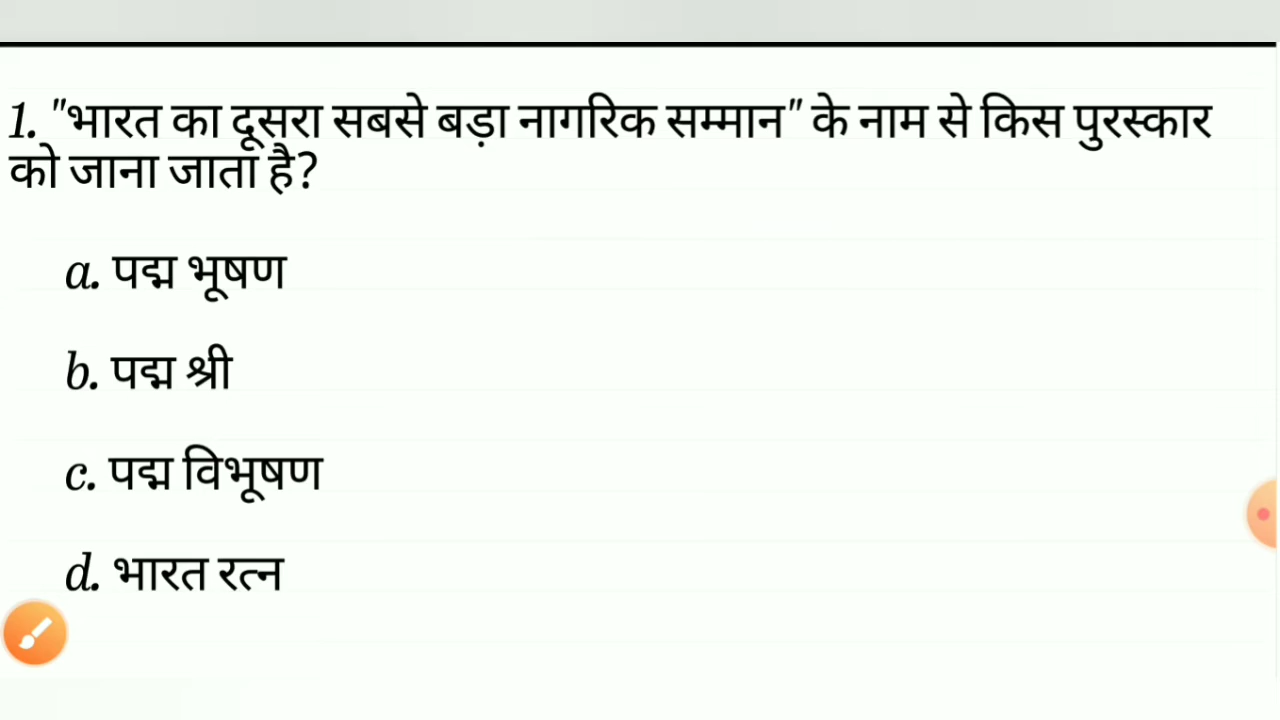 1. "भारत का दूसरा सबसे बड़ा नागरिक सम्मान" के नाम से किस पुरस्कार
को जाना जाता है?
a. पद्म भूषण
b. पद्म श्री
c. पद्म विभूषण
d. भारत रत्न